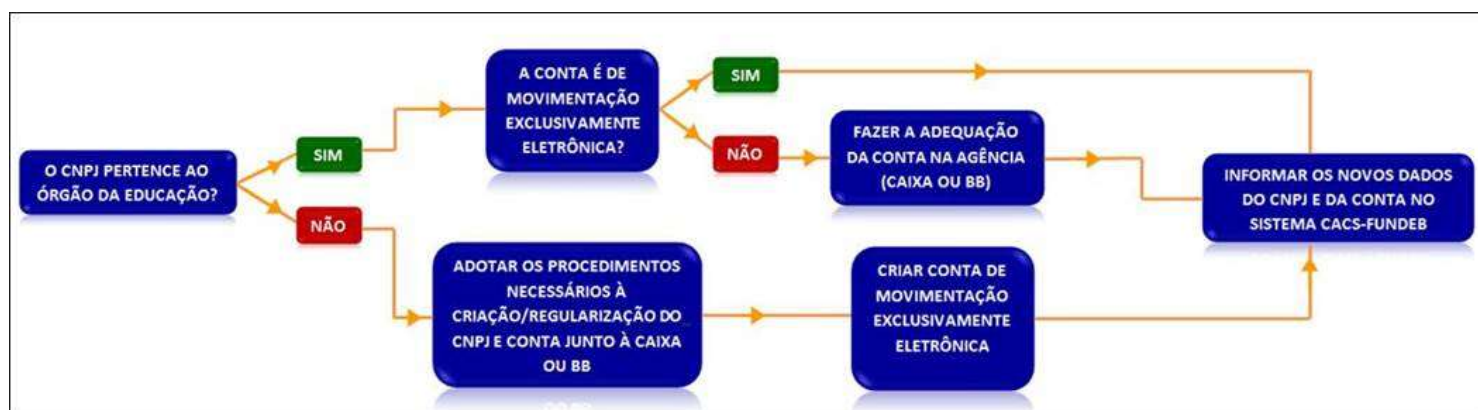 O CNPJ PERTENCE AO
ÓRGÃO DA EDUCAÇÃO?
SIM
NÃO
A CONTA É DE
MOVIMENTAÇÃO
EXCLUSIVAMENTE
ELETRÔNICA?
SIM
NÃO
FAZER A ADEQUAÇÃO
DA CONTA NA AGÊNCIA
(CAIXA OU BB)
ADOTAR OS PROCEDIMENTOS
NECESSÁRIOS À
CRIAÇÃO/REGULARIZAÇÃO DO
CNPJ E CONTA JUNTO À CAIXA
OU BB
CRIAR CONTA DE
MOVIMENTAÇÃO
EXCLUSIVAMENTE
ELETRÔNICA
INFORMAR OS NOVOS DADOS
DO CNPJ E DA CONTA NO
SISTEMA CACS-FUNDEB